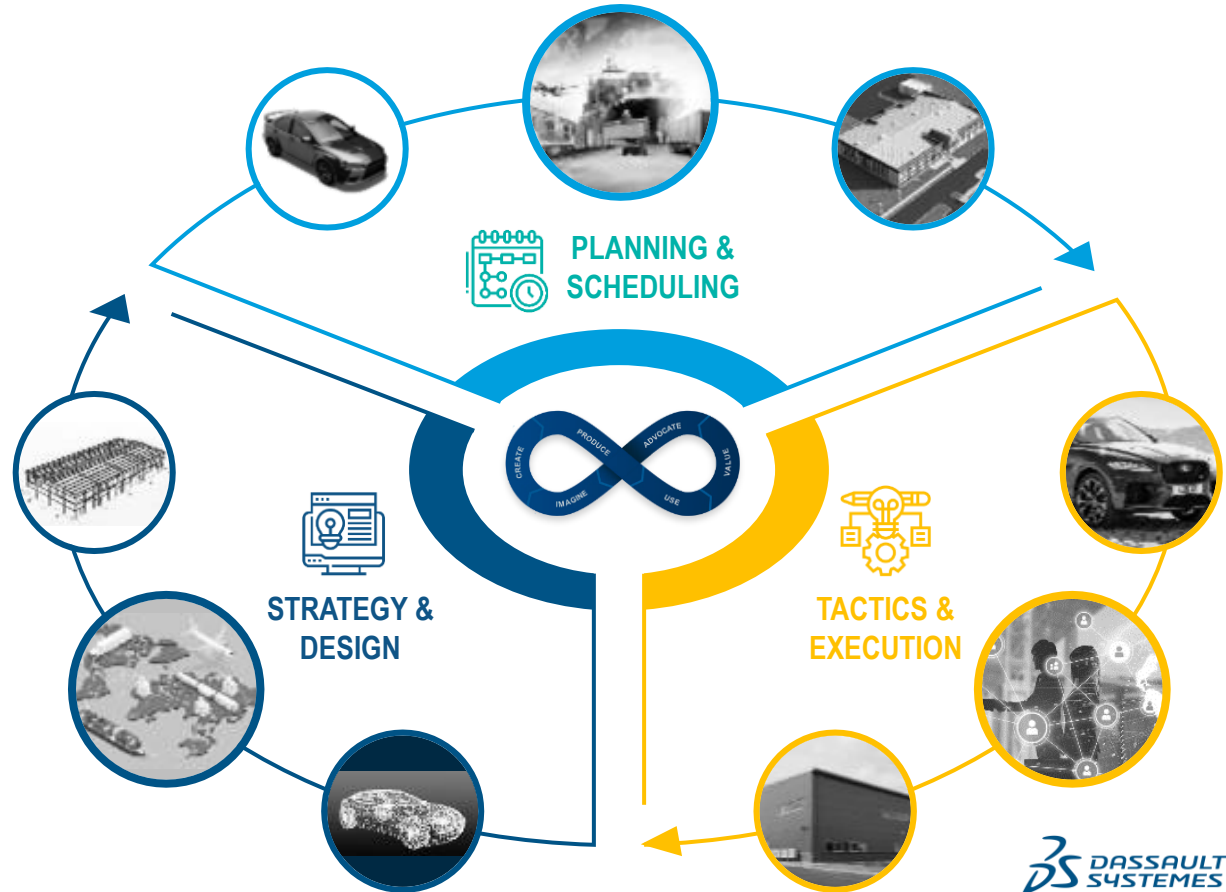 PLANNING &
SCHEDULING
CREATE
IMAGINE
PRODUCE
ADVOCATE
USE
VALUE
STRATEGY &
DESIGN
TACTICS &
EXECUTION
DASSAULT
SYSTEMES